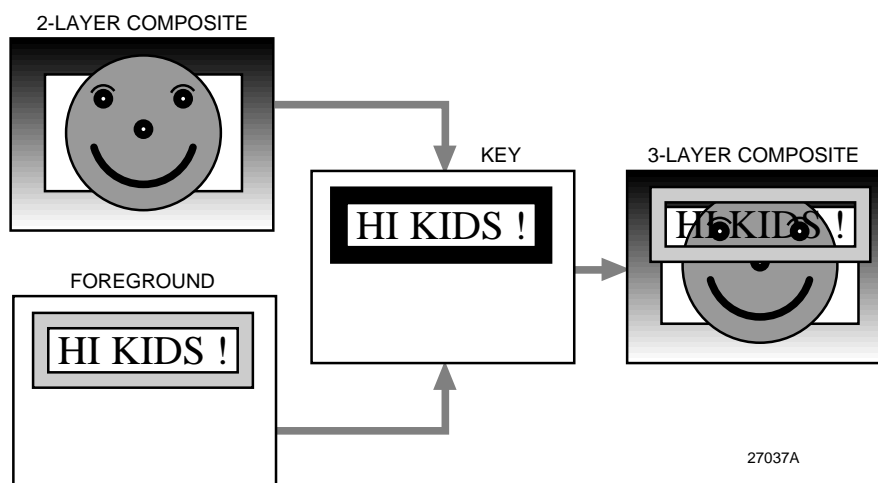 2-LAYER COMPOSITE
KEY
3-LAYER COMPOSITE
HI KIDS !
HI KIDS !
FOREGROUND
HI KIDS !
27037A